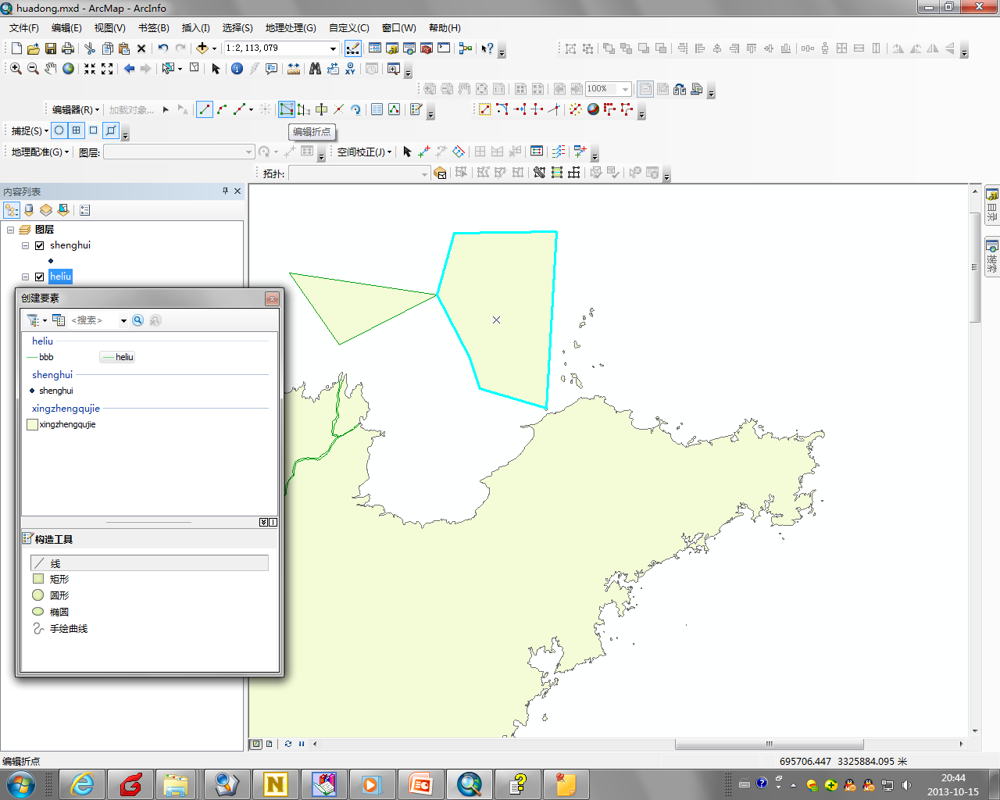 huadong.mxd - ArcMap - ArcInfo
文件(F) 编辑(E) 视图(V) 书签(B) 插入(I) 选择(S) 地理处理(G) 自定义(C) 窗口(W) 帮助(H)
1:2,113,079
100%
编辑器(R) 加载对象...
捕捉(S) 编辑折点
地理配准(G) 图层: 空间校正(J)
拓扑:
内容列表
图层
shenghui
heliu
创建要素
<搜索>
heliu
bbb heliu
shenghui
shenghui
xingzhengqujie
xingzhengqujie
构造工具
线
矩形
圆形
椭圆
手绘曲线
目录
搜索
编辑折点 695706.447 3325884.095 米
20:44
2013-10-15